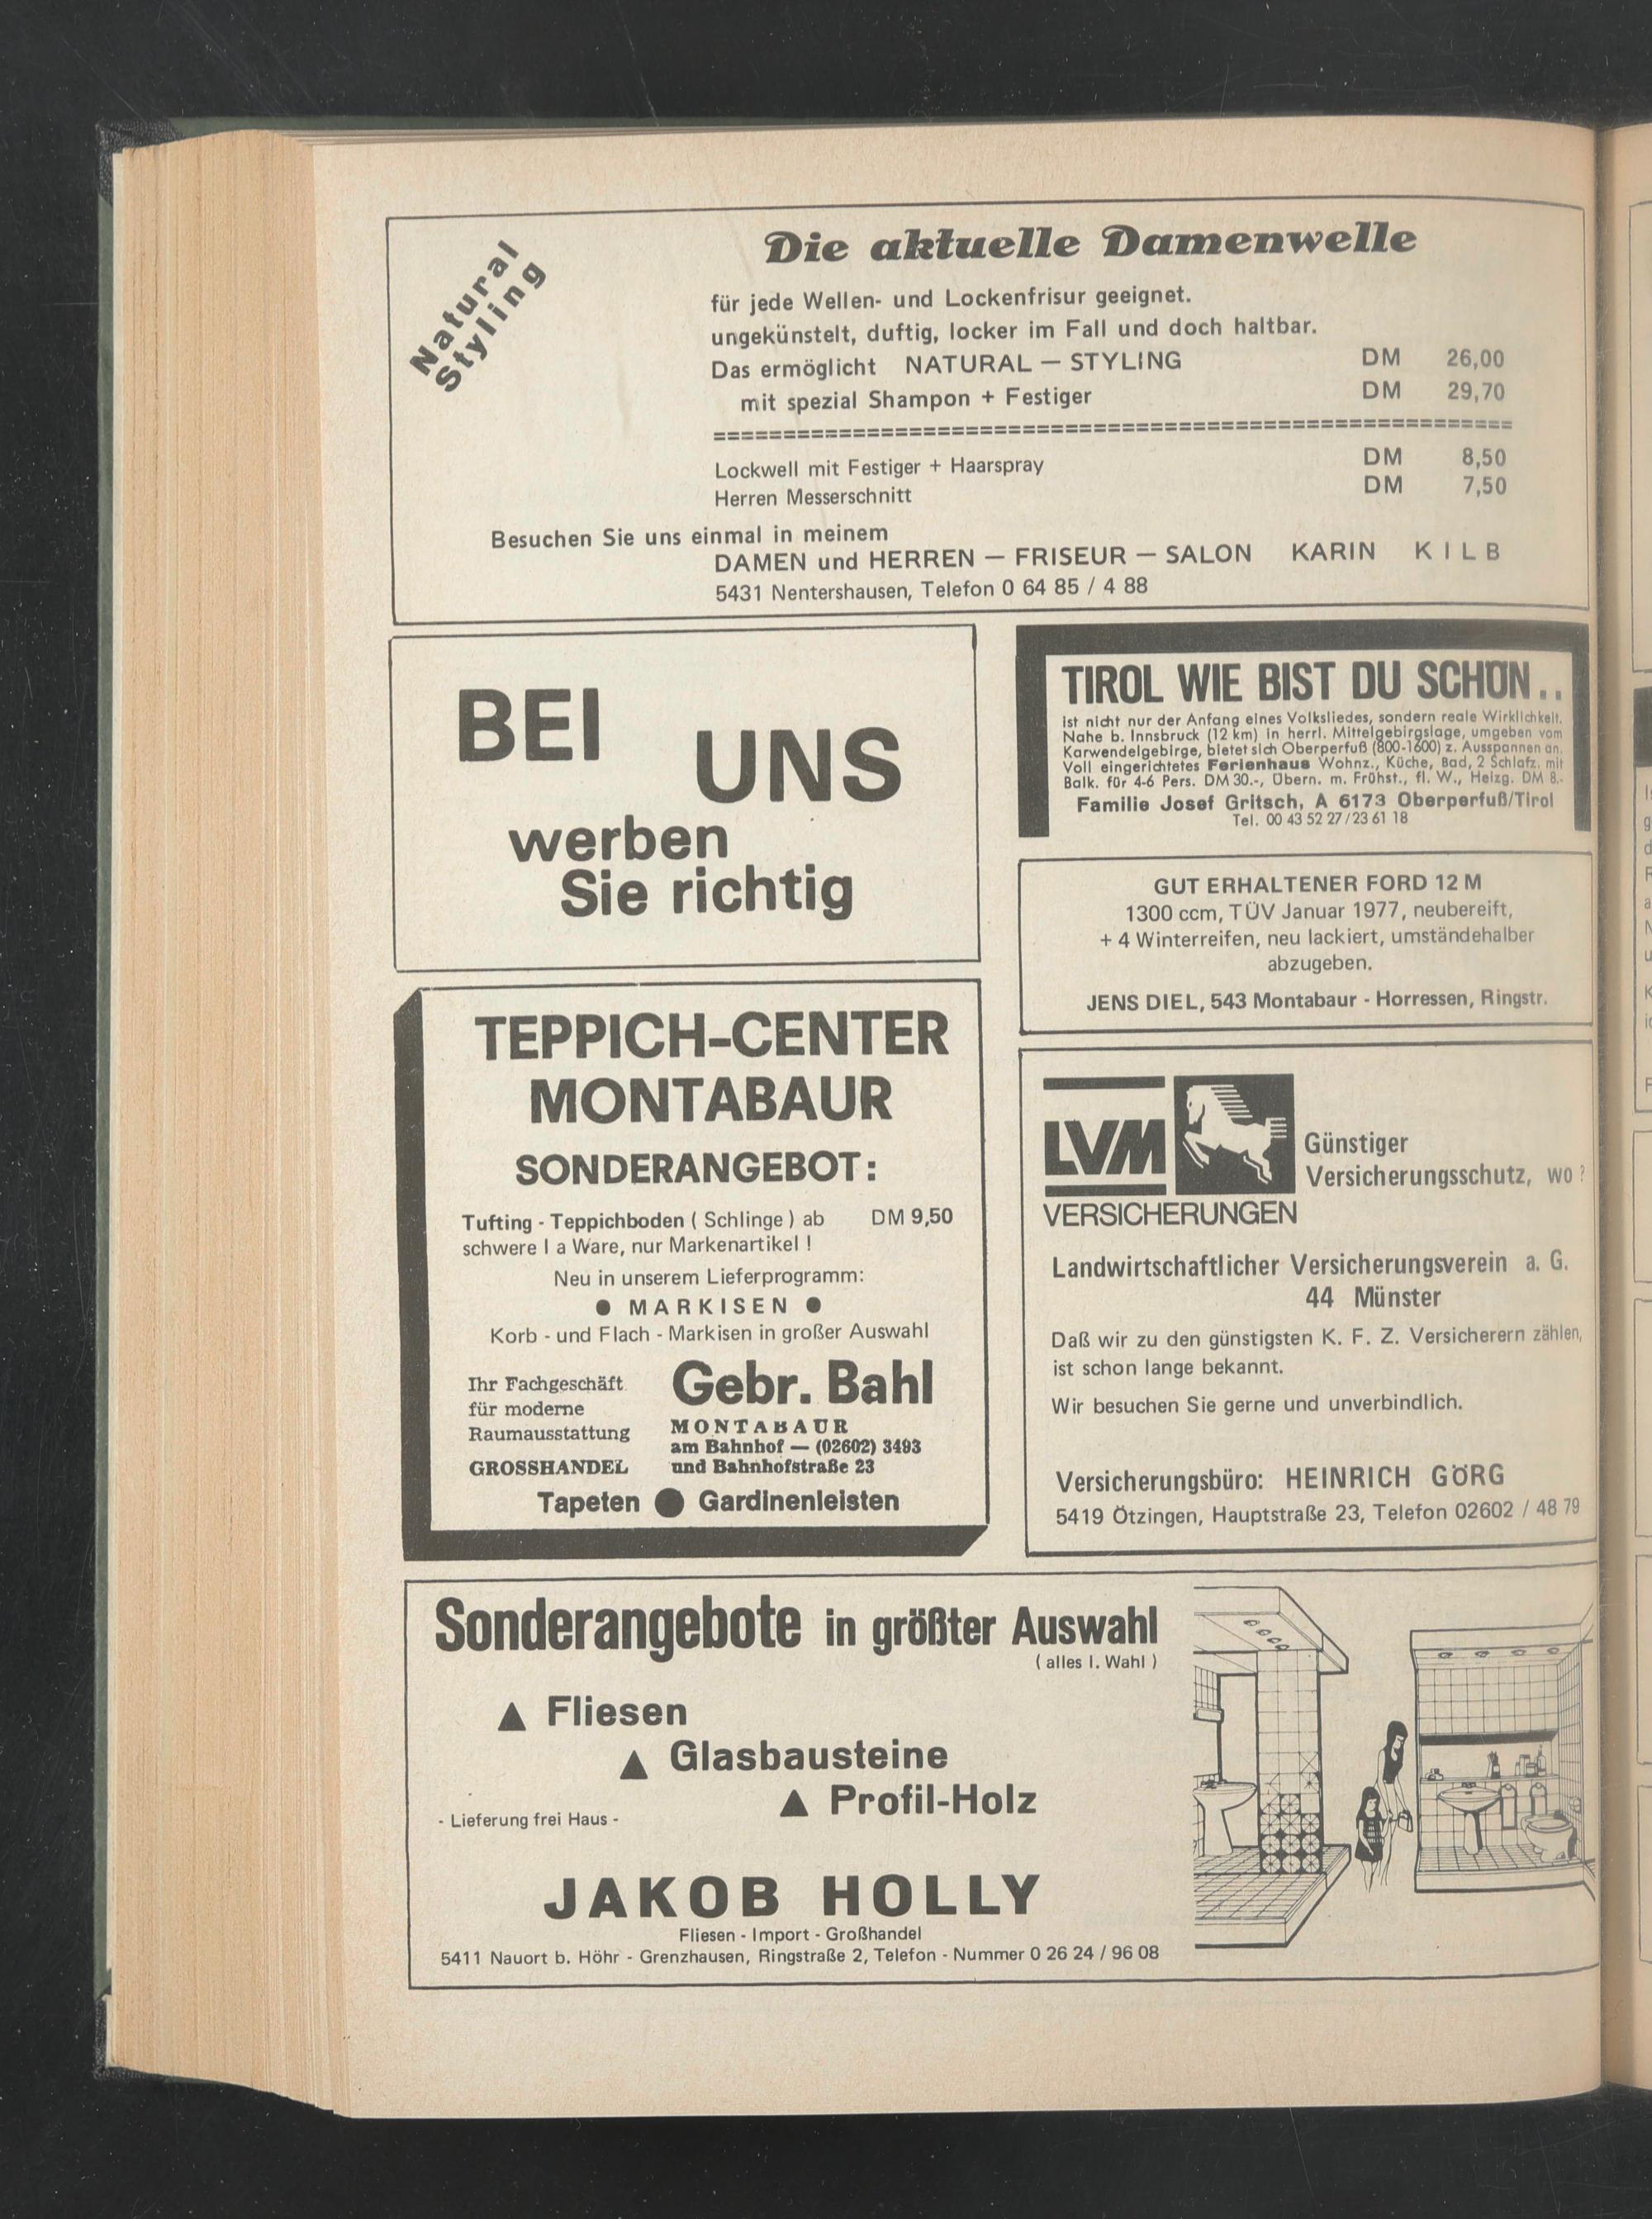 Natural
Styling
Die aktuelle Damenwelle
für jede Wellen- und Lockenfrisur geeignet.
ungekünstelt, duftig, locker im Fall und doch haltbar.
Das ermöglicht NATURAL — STYLING DM 26,00
mit spezial Shampon + Festiger DM 29,70
Lockwell mit Festiger + Haarspray DM 8,50
Herren Messerschnitt DM 7,50
Besuchen Sie uns einmal in meinem
DAMEN und HERREN — FRISEUR — SALON KARIN KILB
5431 Nentershausen, Telefon 0 64 85 / 4 88
BEI
UNS
werben
Sie richtig
TIROL WIE BIST DU SCHÖN..
ist nicht nur der Anfang eines Volksliedes, sondern reale Wirklichkeit.
Nahe b. Innsbruck (12 km) in herrl. Mittelgebirgslage, umgeben vom
Karwendelgebirge, bietet sich Oberperfuß (800-1600) z. Ausspannen an.
Voll eingerichtetes Ferienhaus Wohnz., Küche, Bad, 2 Schlafz. mit
Balk. für 4-6 Pers. DM 30.-, Übern. m. Frühst., fl. W., Heizg. DM 8.-
Familie Josef Gritsch, A 6173 Oberperfuß/Tirol
Tel. 00 43 52 27/23 61 18
GUT ERHALTENER FORD 12 M
1300 ccm, TÜV Januar 1977, neubereift,
+ 4 Winterreifen, neu lackiert, umständehalber
abzugeben.
JENS DIEL, 543 Montabaur - Horressen, Ringstr.
TEPPICH-CENTER
MONTABAUR
SONDERANGEBOT:
Tufting - Teppichboden ( Schlinge ) ab DM 9,50
schwere I a Ware, nur Markenartikel !
Neu in unserem Lieferprogramm:
● MARKISEN ●
Korb - und Flach - Markisen in großer Auswahl
Ihr Fachgeschäft
für moderne
Raumausstattung
GROSSHANDEL
Gebr. Bahl
MONTABAUR
am Bahnhof — (02602) 3493
und Bahnhofstraße 23
Tapeten ● Gardinenleisten
LVM
VERSICHERUNGEN
Günstiger
Versicherungsschutz, wo ?
Landwirtschaftlicher Versicherungsverein a. G.
44 Münster
Daß wir zu den günstigsten K. F. Z. Versicherern zählen,
ist schon lange bekannt.
Wir besuchen Sie gerne und unverbindlich.
Versicherungsbüro: HEINRICH GÖRG
5419 Ötzingen, Hauptstraße 23, Telefon 02602 / 48 79
Sonderangebote in größter Auswahl
( alles I. Wahl )
▲ Fliesen
▲ Glasbausteine
▲ Profil-Holz
- Lieferung frei Haus -
JAKOB HOLLY
Fliesen - Import - Großhandel
5411 Nauort b. Höhr - Grenzhausen, Ringstraße 2, Telefon - Nummer 0 26 24 / 96 08